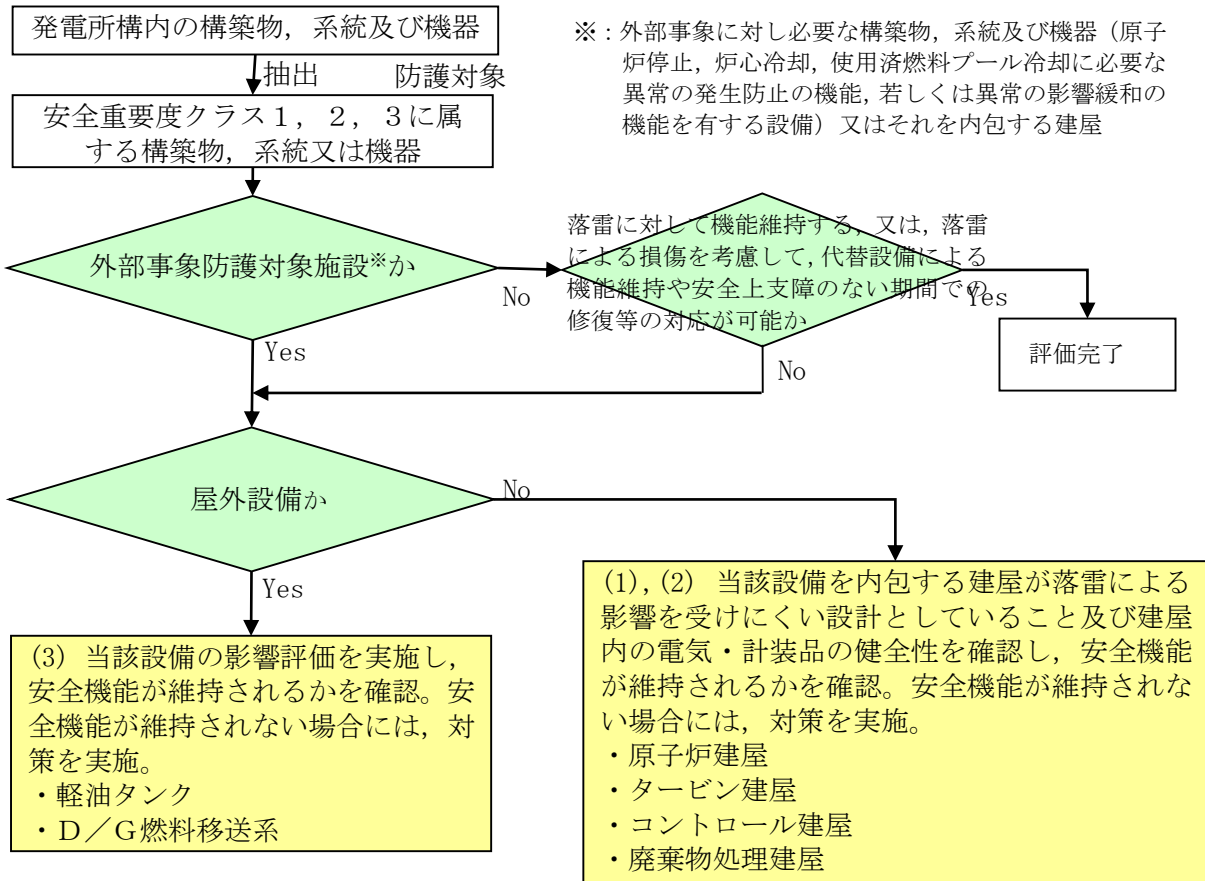 発電所構内の構築物，系統及び機器
抽出　防護対象
安全重要度クラス１，２，３に属
する構築物，系統又は機器
※：外部事象に対し必要な構築物，系統及び機器（原子
炉停止，炉心冷却，使用済燃料プール冷却に必要な
異常の発生防止の機能，若しくは異常の影響緩和の
機能を有する設備）又はそれを内包する建屋
外部事象防護対象施設※か
No
Yes
落雷に対して機能維持する，又は，落雷
による損傷を考慮して，代替設備による
機能維持や安全上支障のない期間での
修復等の対応が可能か
Yes
No
評価完了
屋外設備か
No
Yes
(3) 当該設備の影響評価を実施し，
安全機能が維持されるかを確認。安
全機能が維持されない場合には，対
策を実施。
・軽油タンク
・Ｄ／Ｇ燃料移送系
(1),(2) 当該設備を内包する建屋が落雷による
影響を受けにくい設計としていること及び建屋
内の電気・計装品の健全性を確認し，安全機能
が維持されるかを確認。安全機能が維持されな
い場合には，対策を実施。
・原子炉建屋
・タービン建屋
・コントロール建屋
・廃棄物処理建屋